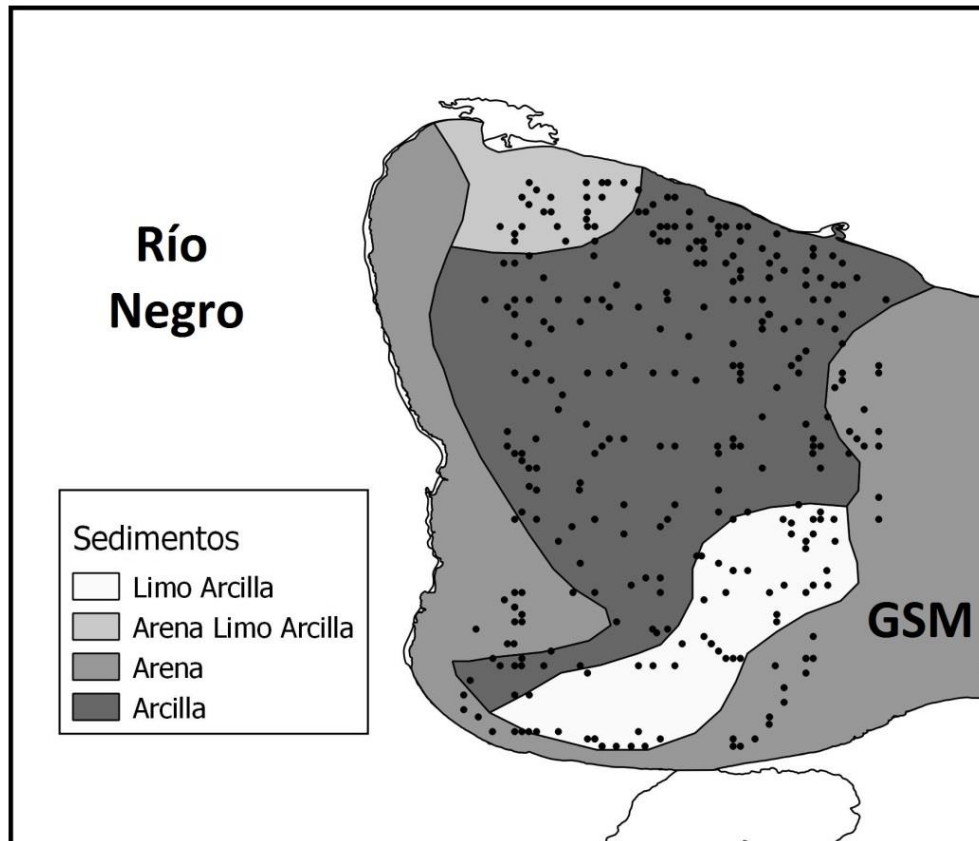 Río
Negro
Sedimentos
Limo Arcilla
Arena Limo Arcilla
Arena
Arcilla
GSM